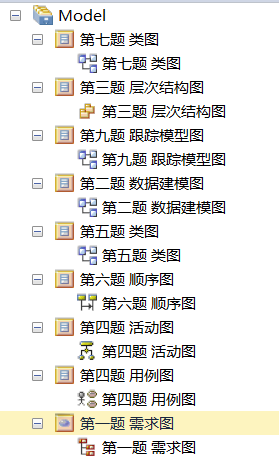 Model
第七题 类图
第七题 类图
第三题 层次结构图
第三题 层次结构图
第九题 跟踪模型图
第九题 跟踪模型图
第二题 数据建模图
第二题 数据建模图
第五题 类图
第五题 类图
第六题 顺序图
第六题 顺序图
第四题 活动图
第四题 活动图
第四题 用例图
第四题 用例图
第一题 需求图
第一题 需求图